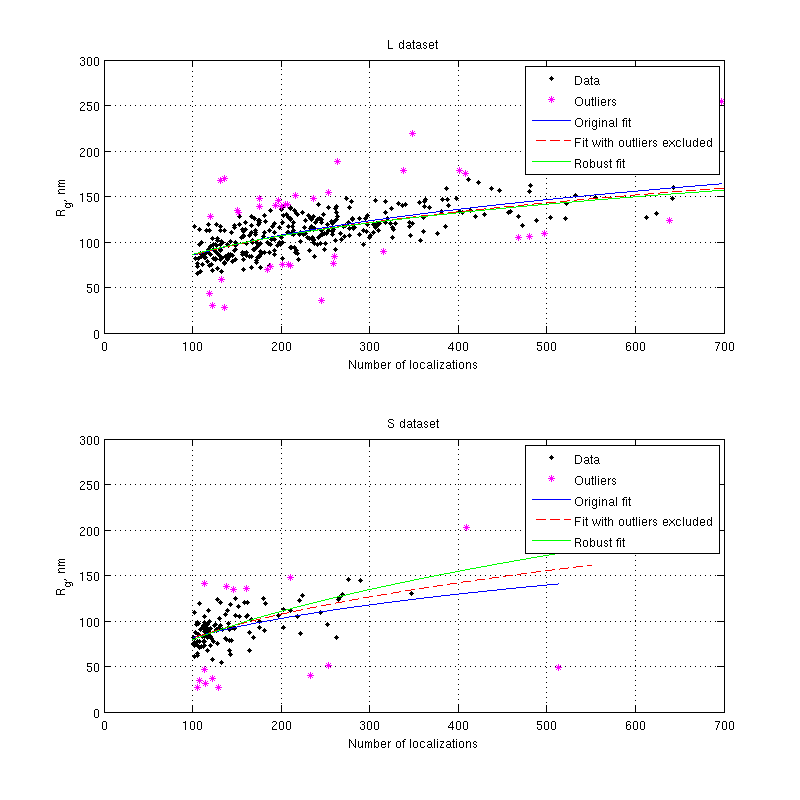 L dataset
300
250
200
150
100
50
0
Rg, nm
0 100 200 300 400 500 600 700
Number of localizations
Data
Outliers
Original fit
Fit with outliers excluded
Robust fit
S dataset
300
250
200
150
100
50
0
Rg, nm
0 100 200 300 400 500 600 700
Number of localizations
Data
Outliers
Original fit
Fit with outliers excluded
Robust fit